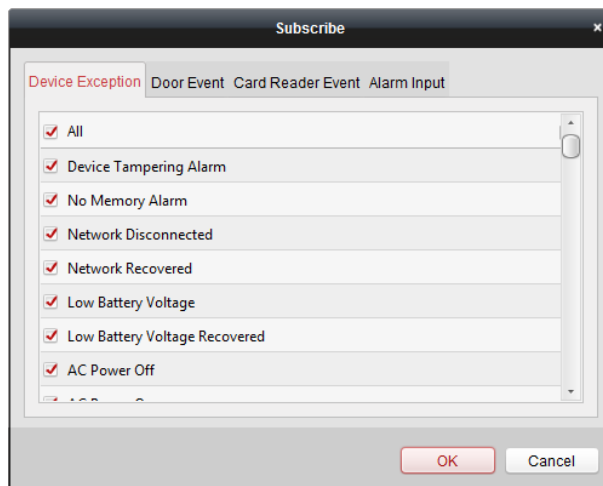 Subscribe
Device Exception Door Event Card Reader Event Alarm Input
All
Device Tampering Alarm
No Memory Alarm
Network Disconnected
Network Recovered
Low Battery Voltage
Low Battery Voltage Recovered
AC Power Off
OK Cancel